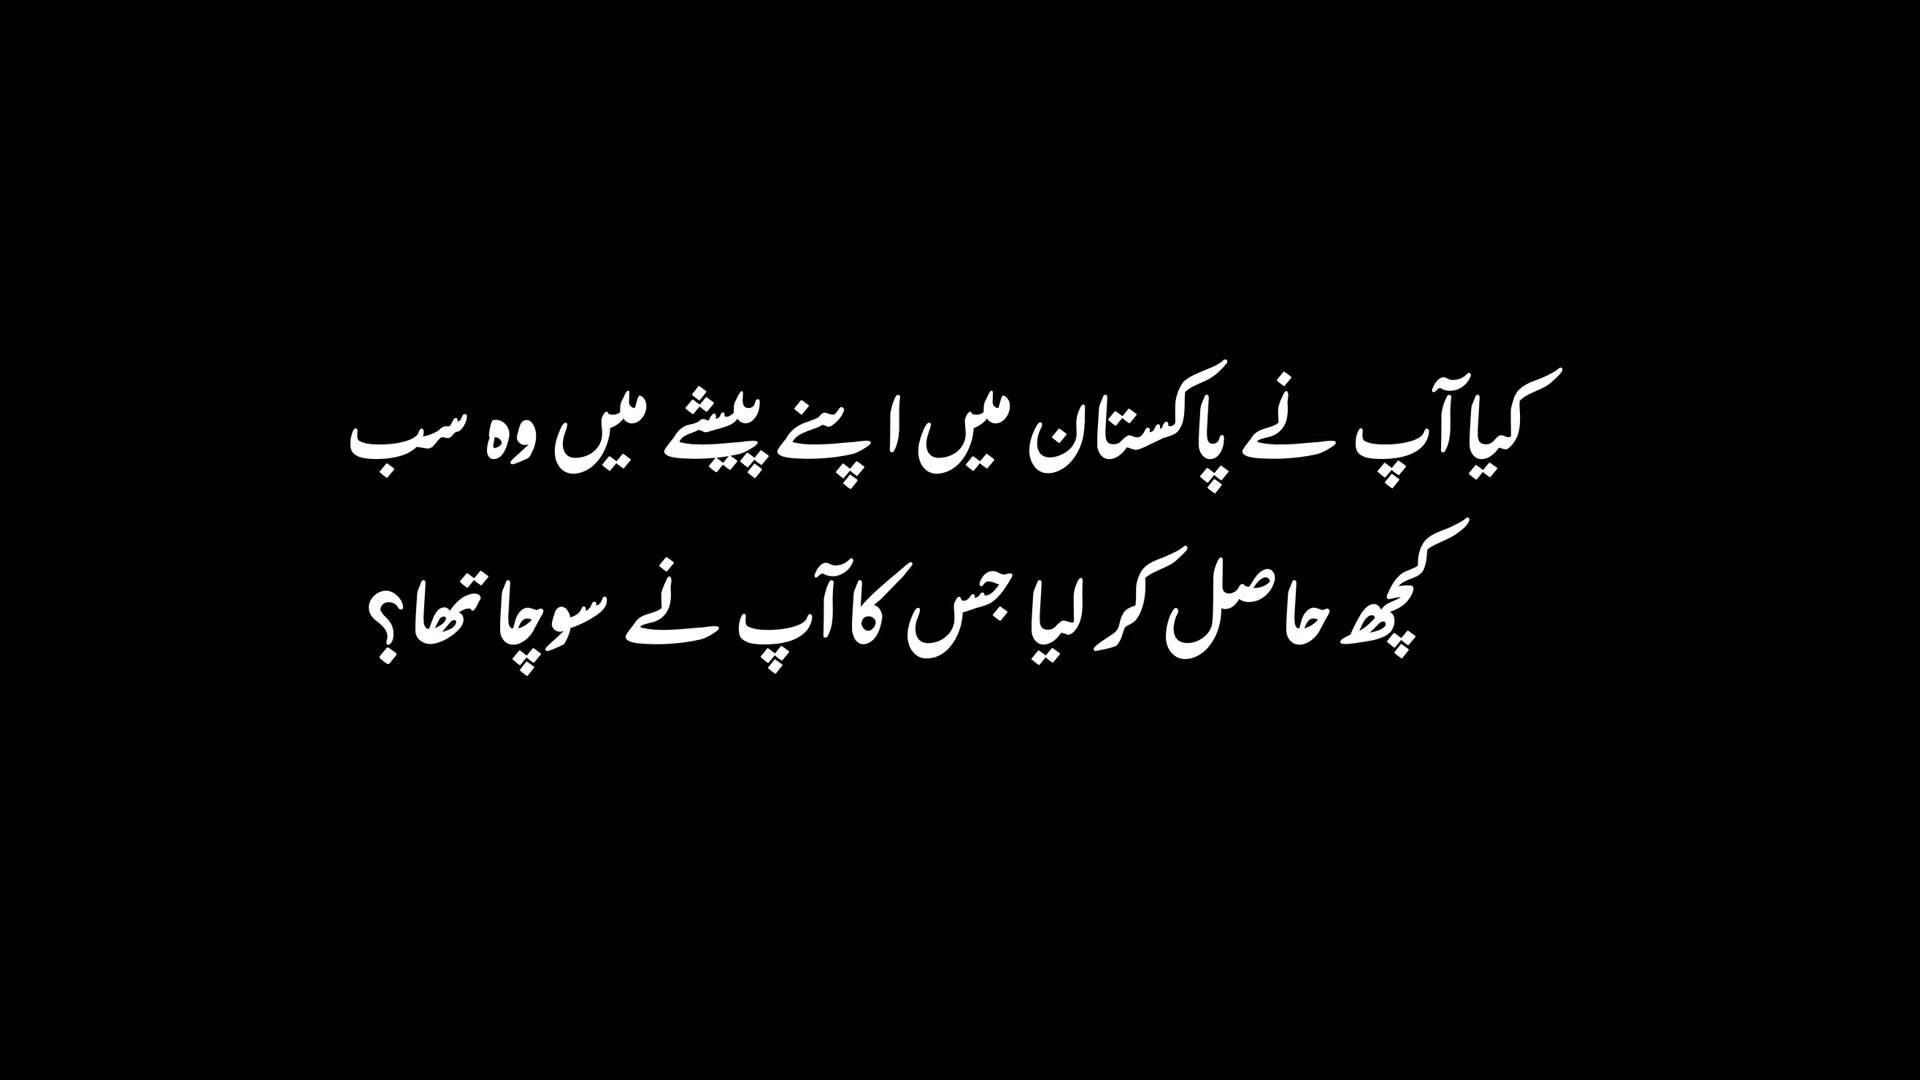 کیا آپ نے پاکستان میں اپنے پیشے میں وہ سب
کچھ حاصل کر لیا جس کا آپ نے سوچا تھا؟